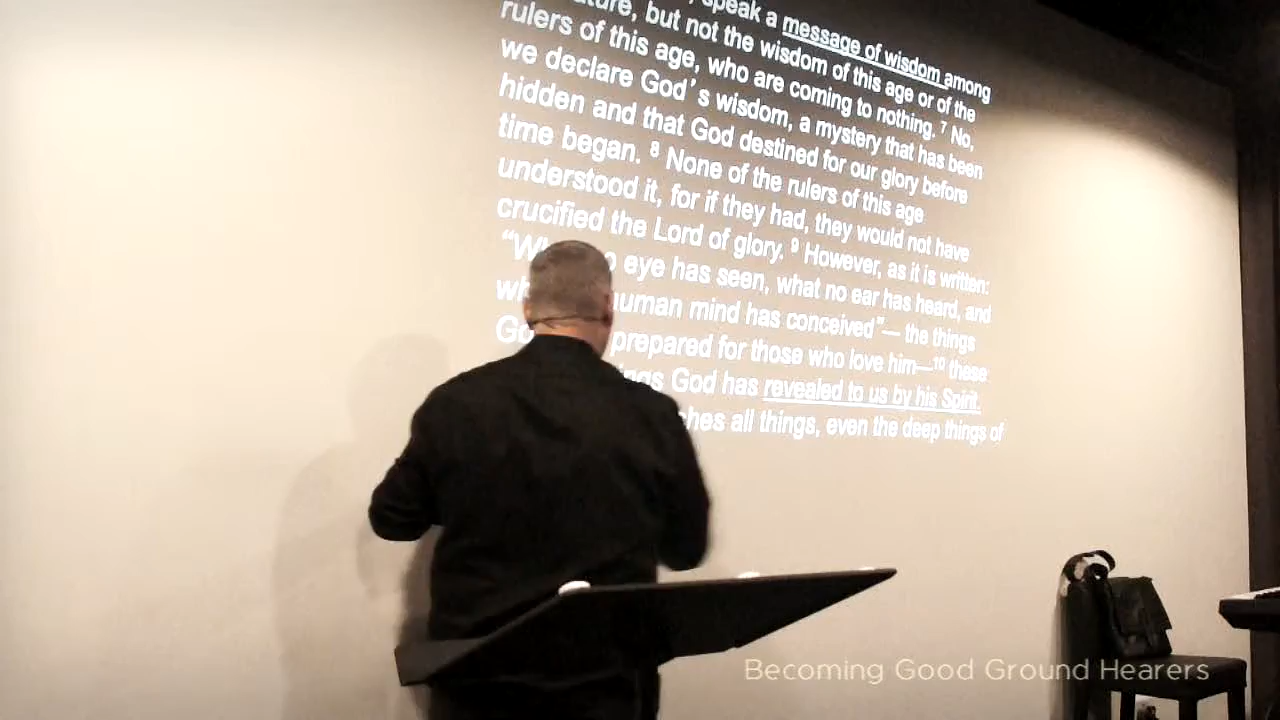 speak a message of wisdom among
but not the wisdom of this age or of the
rulers of this age, who are coming to nothing. 7 No,
we declare God's wisdom, a mystery that has been
hidden and that God destined for our glory before
time began. 8 None of the rulers of this age
understood it, for if they had, they would not have
crucified the Lord of glory. 9 However, as it is written:
eye has seen, what no ear has heard, and
human mind has conceived”— the things
prepared for those who love him—10 these
God has revealed to us by his Spirit.
all things, even the deep things of
Becoming Good Ground Hearers